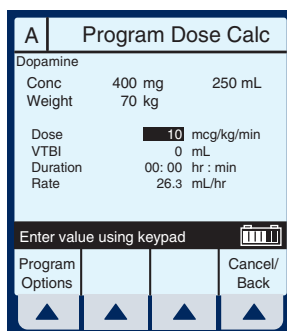 A Program Dose Calc
Dopamine
Conc 400 mg 250 mL
Weight 70 kg
Dose 10 mcg/kg/min
VTBI 0 mL
Duration 00: 00 hr : min
Rate 26.3 mL/hr
Enter value using keypad
Program Options
Cancel/ Back